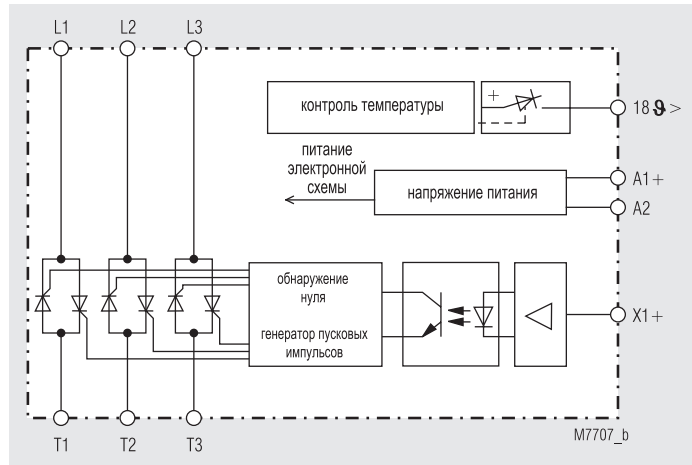 L1 L2 L3
контроль температуры
+
18 ϑ >
питание
электронной
схемы
напряжение питания
A1+
A2
обнаружение
нуля
генератор пусковых
импульсов
X1+
T1 T2 T3
M7707_b